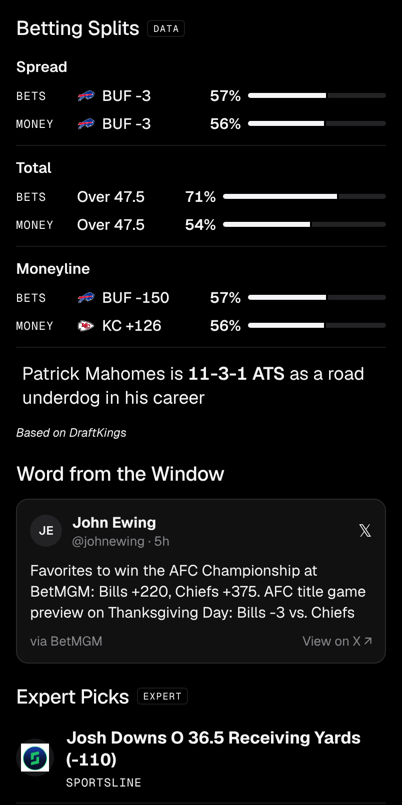 Betting Splits DATA
Spread
BETS BUF -3 57%
MONEY BUF -3 56%
Total
BETS Over 47.5 71%
MONEY Over 47.5 54%
Moneyline
BETS BUF -150 57%
MONEY KC +126 56%
Patrick Mahomes is 11-3-1 ATS as a road
underdog in his career
Based on DraftKings
Word from the Window
JE John Ewing 𝕏
@johnewing · 5h
Favorites to win the AFC Championship at
BetMGM: Bills +220, Chiefs +375. AFC title game
preview on Thanksgiving Day: Bills -3 vs. Chiefs
via BetMGM View on X ↗
Expert Picks EXPERT
Josh Downs O 36.5 Receiving Yards
(-110)
SPORTSLINE